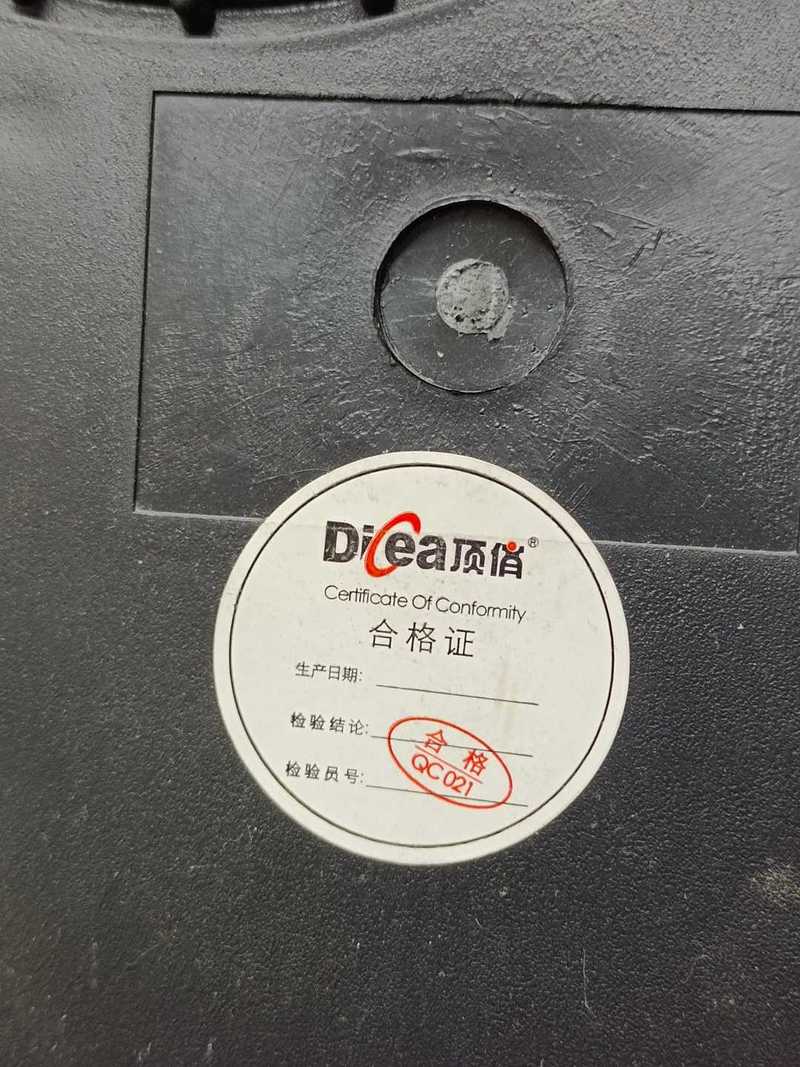 Dicea顶俏®
Certificate Of Conformity
合格证
生产日期:
检验结论:
合格
QC 021
检验员号: